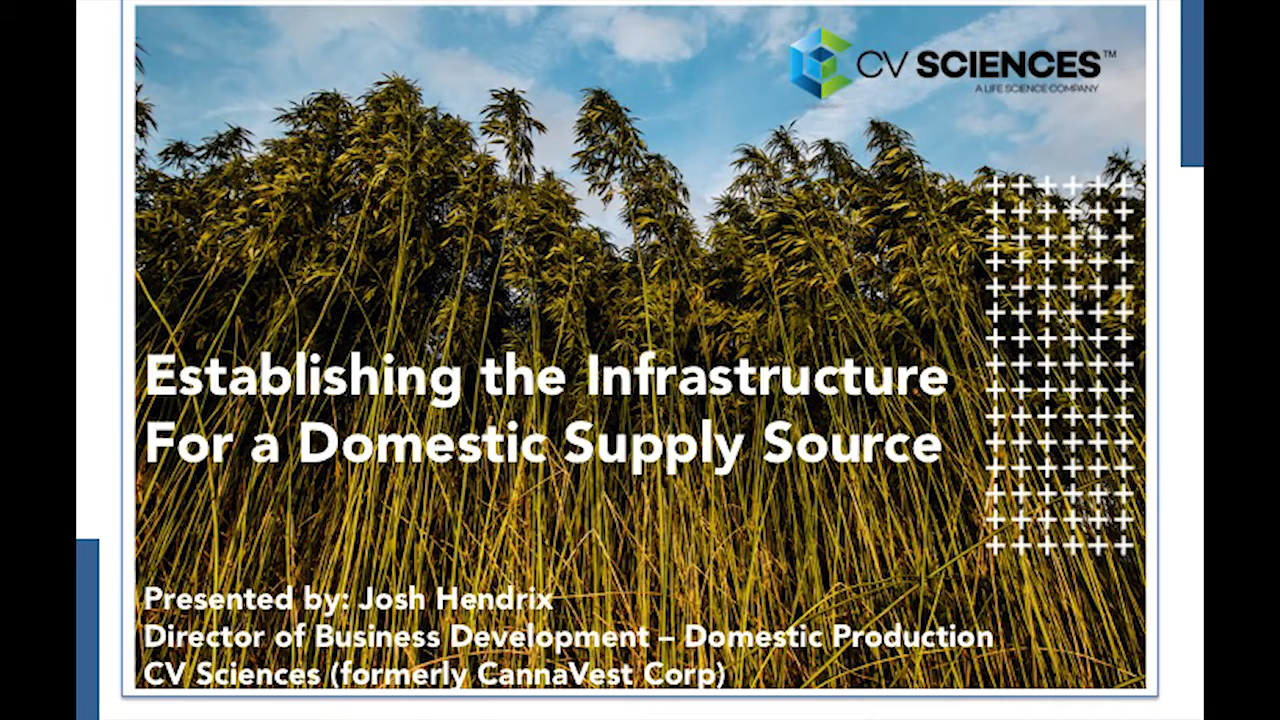 CV SCIENCES™
A LIFE SCIENCE COMPANY
Establishing the Infrastructure
For a Domestic Supply Source
Presented by: Josh Hendrix
Director of Business Development – Domestic Production
CV Sciences (formerly CannaVest Corp)